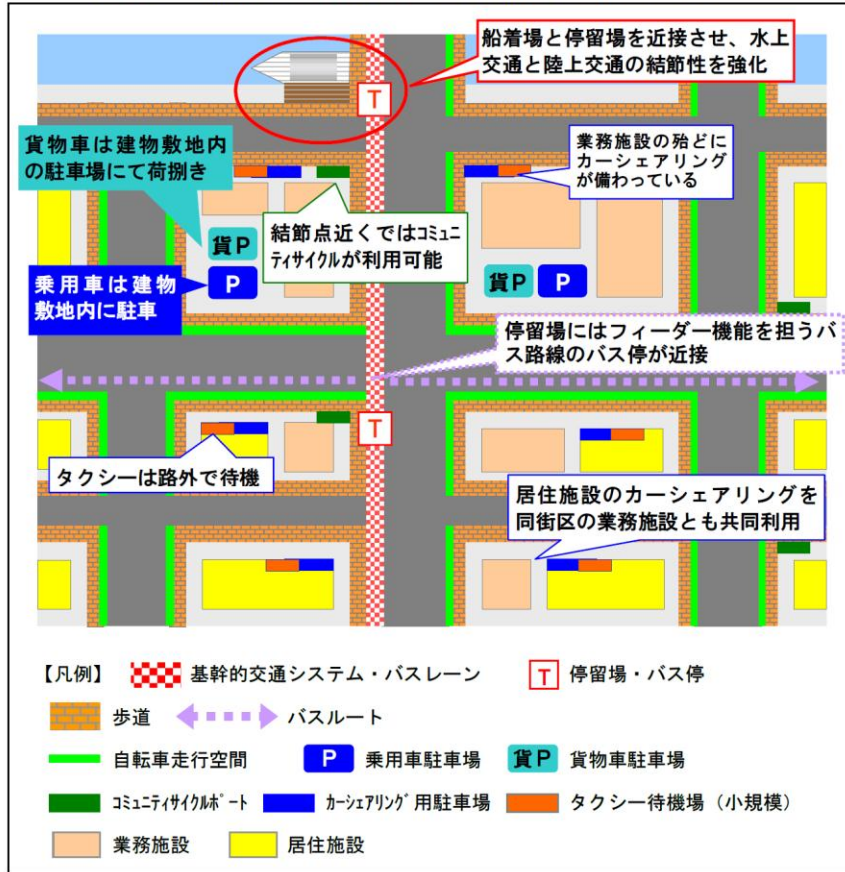 船着場と停留場を近接させ、水上
交通と陸上交通の結節性を強化
T
貨物車は建物敷地内
の駐車場にて荷捌き
業務施設の殆どに
カーシェアリング
が備わっている
結節点近くではコミュニ
ティサイクルが利用可能
貨P
P
乗用車は建物
敷地内に駐車
貨P
P
停留場にはフィーダー機能を担うバ
ス路線のバス停が近接
T
タクシーは路外で待機
居住施設のカーシェアリングを
同街区の業務施設とも共同利用
【凡例】 基幹的交通システム・バスレーン T 停留場・バス停
歩道 バスルート
自転車走行空間 P 乗用車駐車場 貨P 貨物車駐車場
コミュニティサイクルポート カーシェアリング用駐車場 タクシー待機場（小規模）
業務施設 居住施設